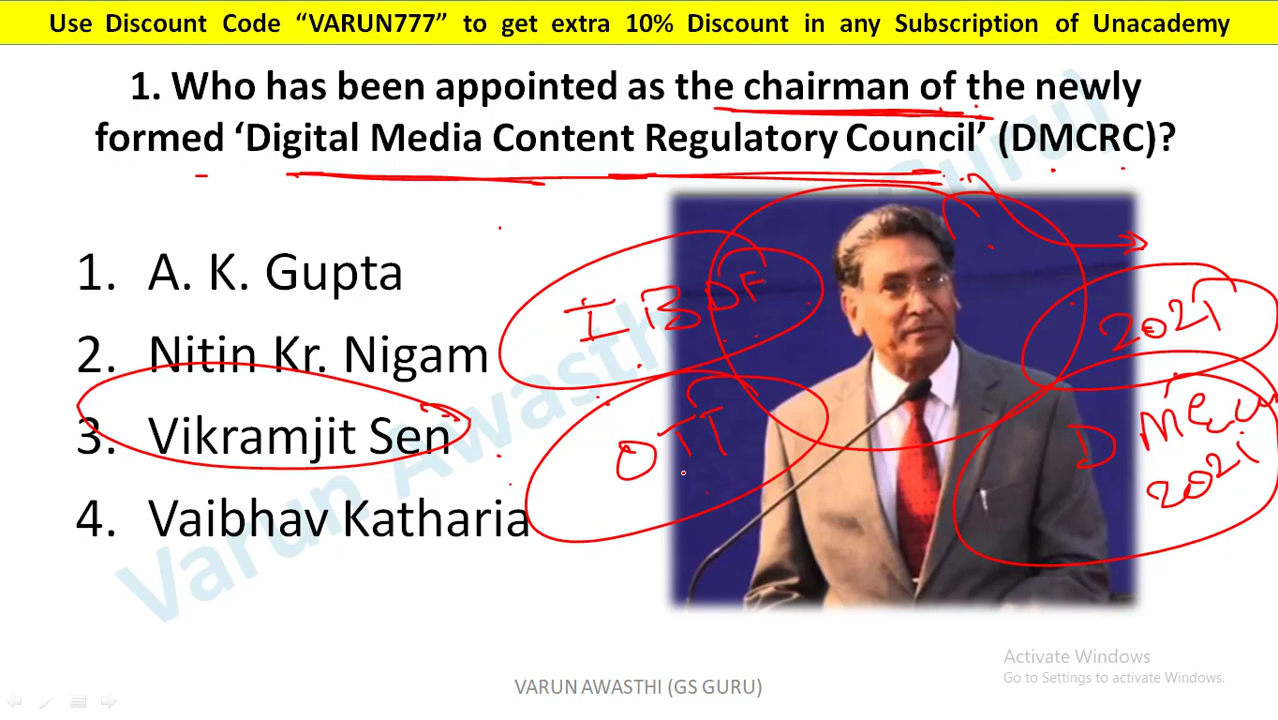 Use Discount Code “VARUN777” to get extra 10% Discount in any Subscription of Unacademy
1. Who has been appointed as the chairman of the newly
formed ‘Digital Media Content Regulatory Council’ (DMCRC)?
1. A. K. Gupta
2. Nitin Kr. Nigam
3. Vikramjit Sen
4. Vaibhav Katharia
IBDF
OTT
2021
2021
Varun Awasthi Guru)
Activate Windows
Go to Settings to activate Windows.
VARUN AWASTHI (GS GURU)